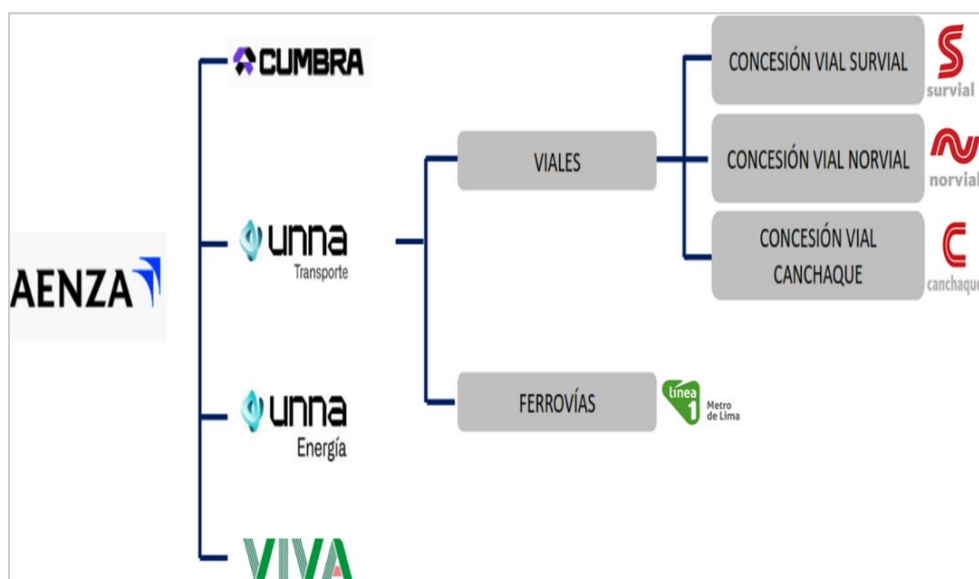 AENZA
CUMBRA
unna
Transporte
unna
Energía
VIVA
VIALES
FERROVÍAS
línea
1
Metro
de Lima
CONCESIÓN VIAL SURVIAL
survial
CONCESIÓN VIAL NORVIAL
norvial
CONCESIÓN VIAL
CANCHAQUE
canchaque